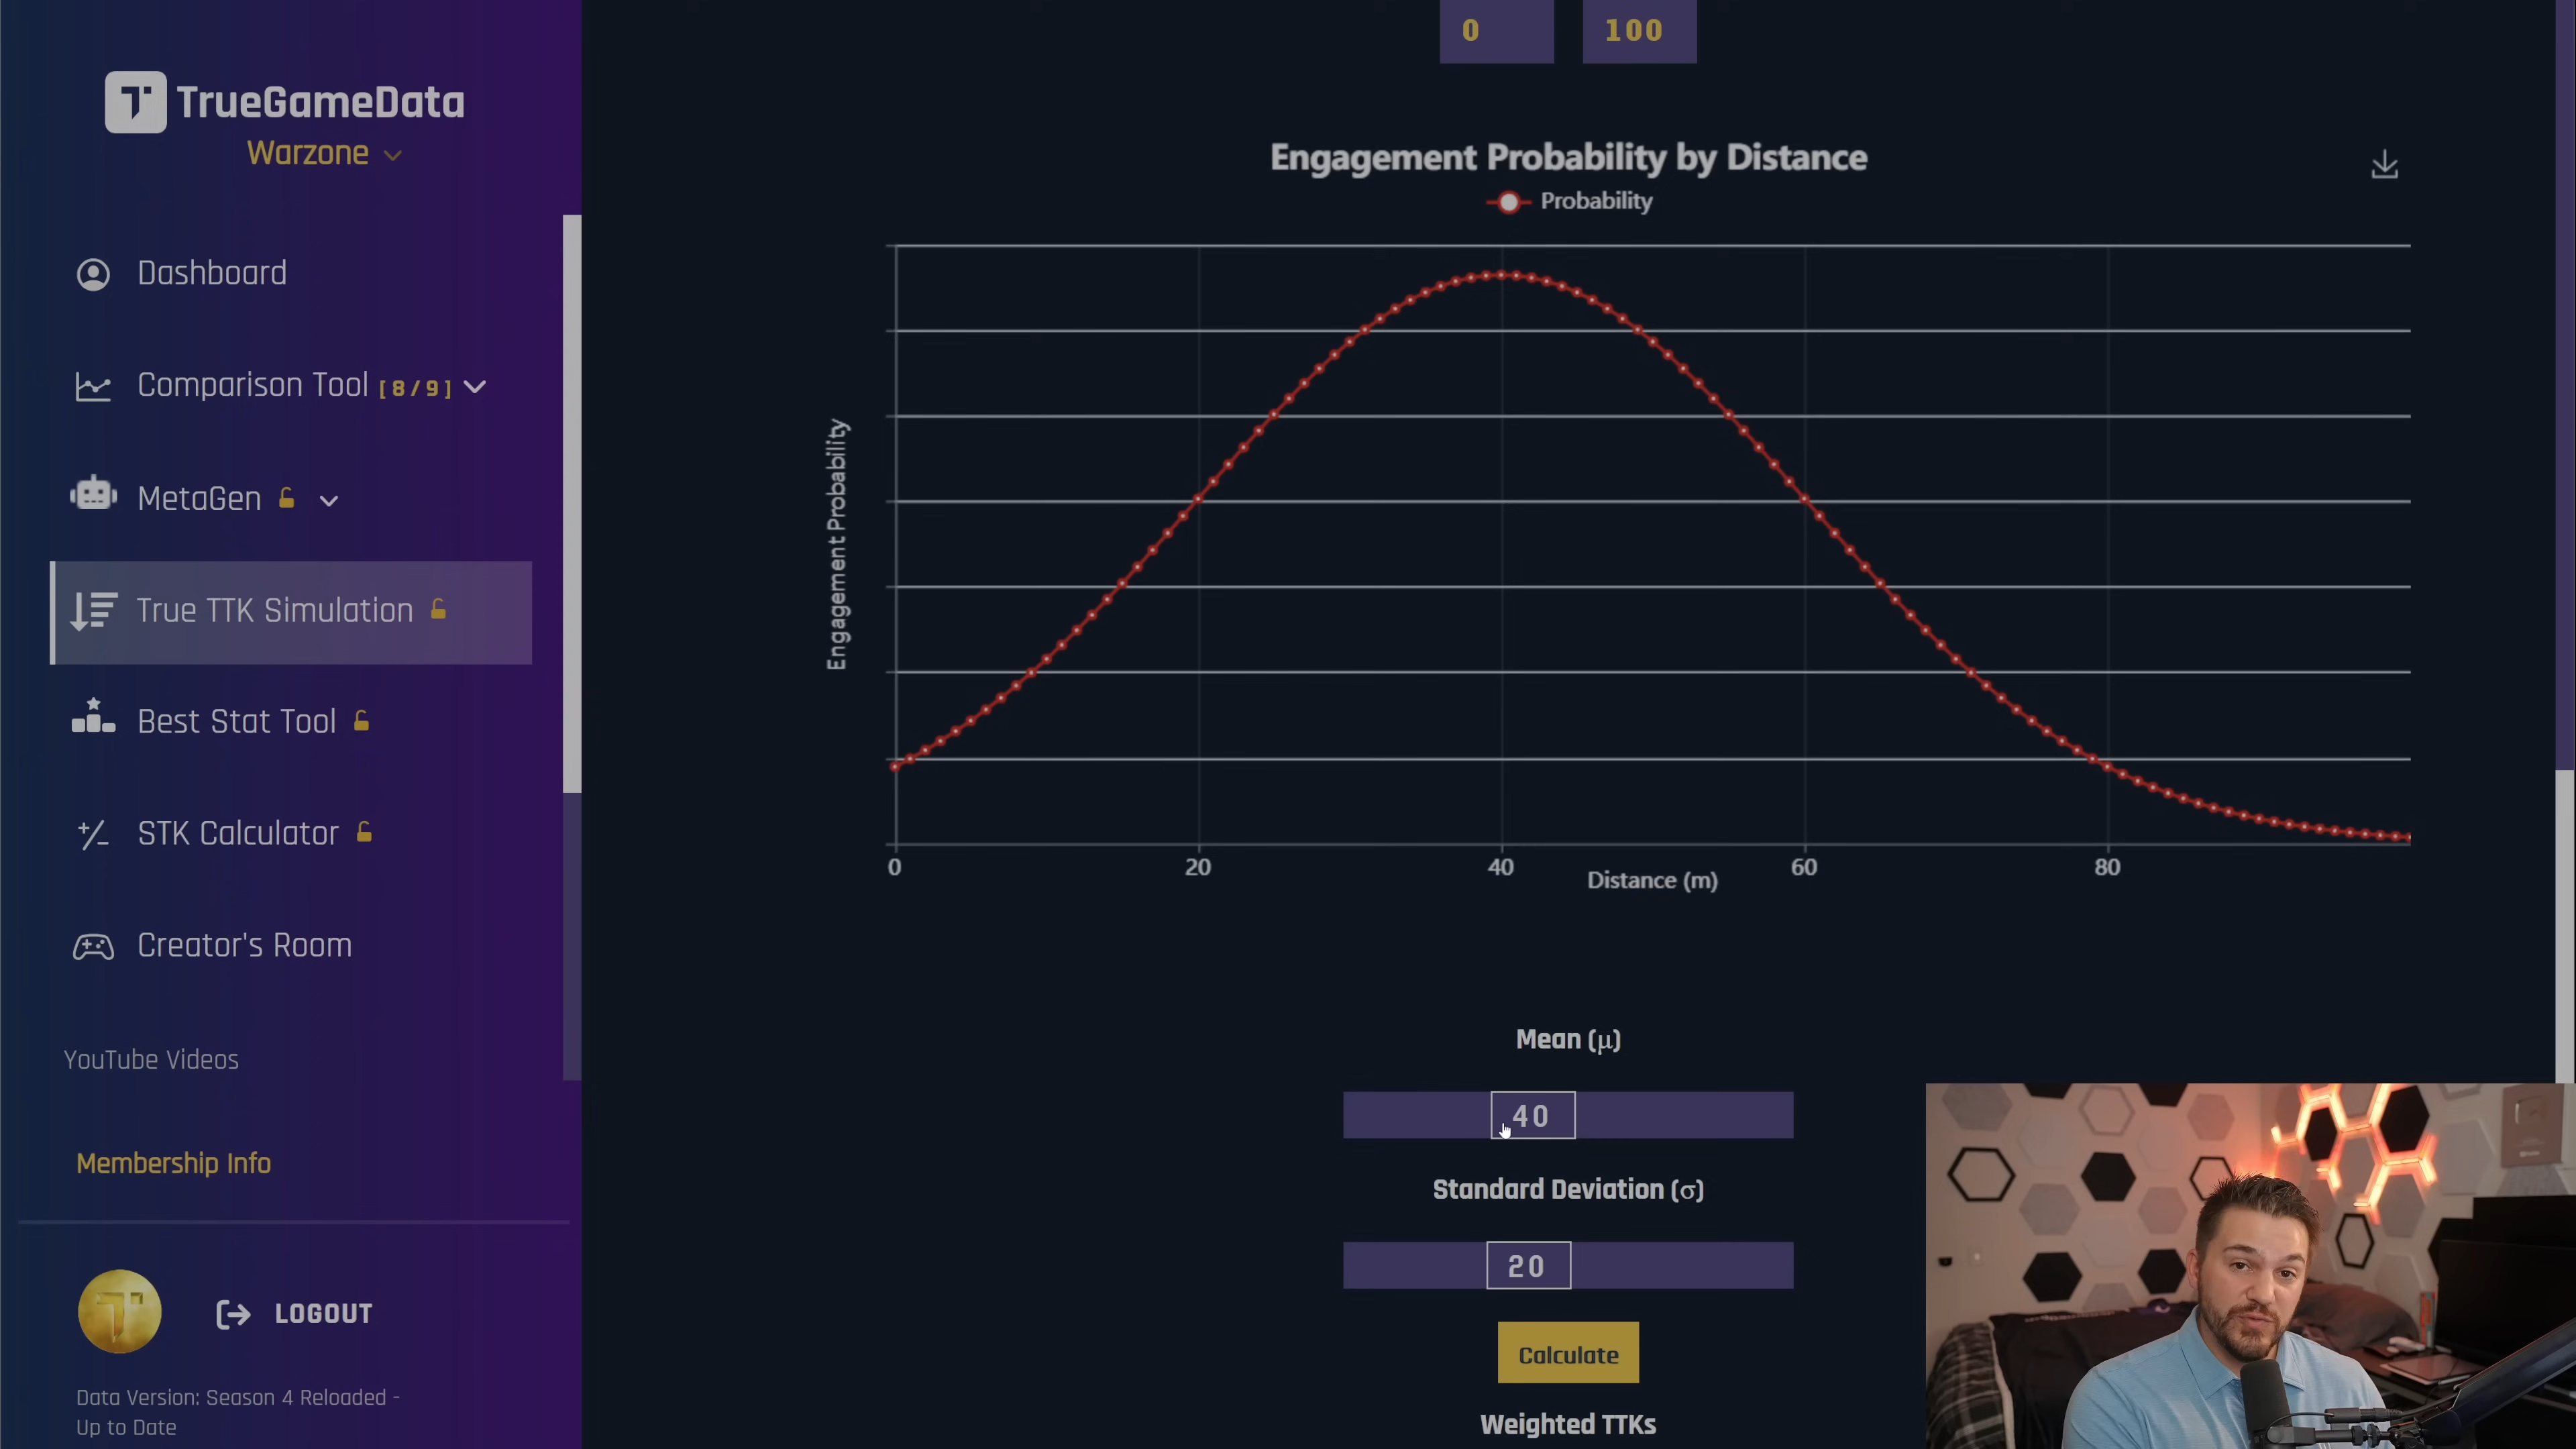 TrueGameData
Warzone
Dashboard
Comparison Tool [8/9]
MetaGen
True TTK Simulation
Best Stat Tool
STK Calculator
Creator's Room
YouTube Videos
Membership Info
LOGOUT
Data Version: Season 4 Reloaded -
Up to Date
0 100
Engagement Probability by Distance
Probability
Engagement Probability
0 20 40 60 80
Distance (m)
Mean (μ)
40
Standard Deviation (σ)
20
Calculate
Weighted TTKs